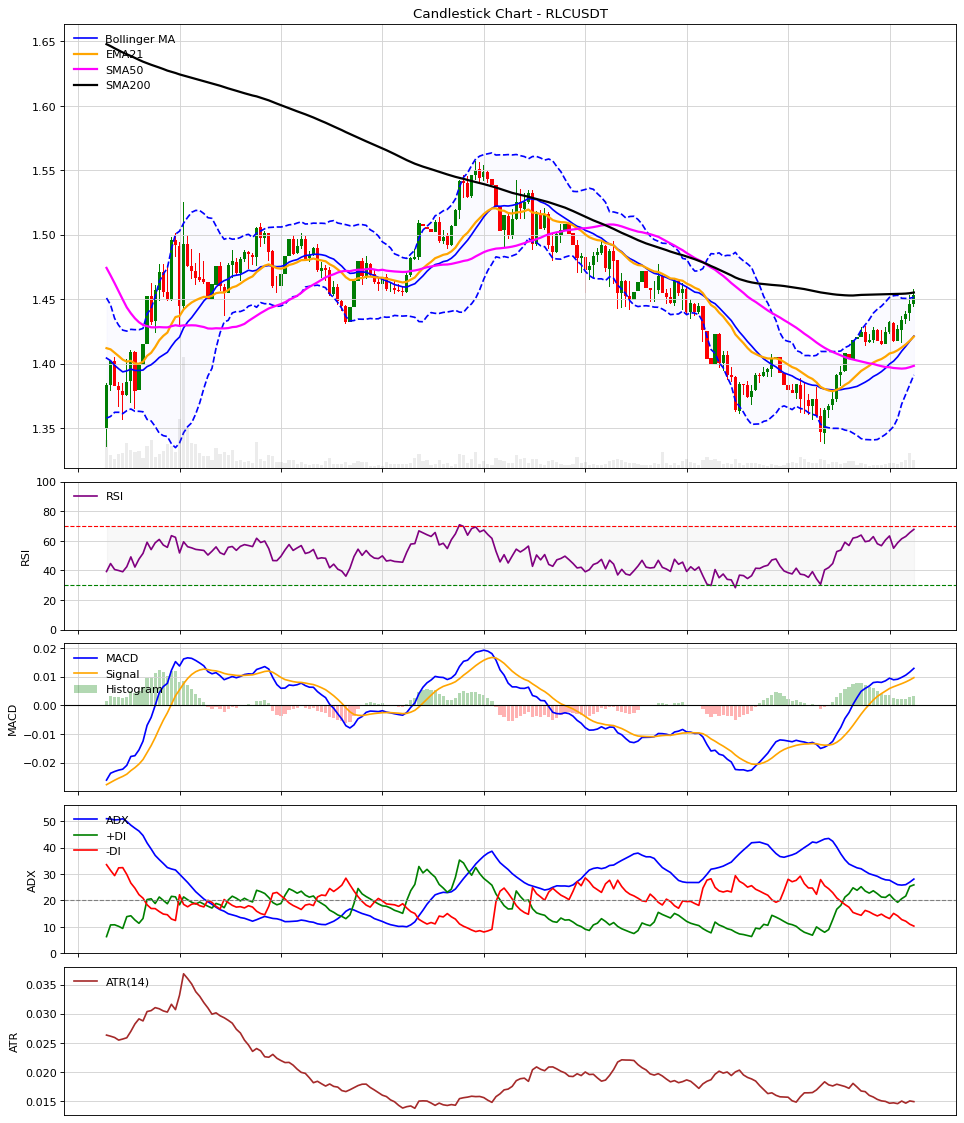 Candlestick Chart - RLCUSDT
Bollinger MA
EMA21
SMA50
SMA200
1.65
1.60
1.55
1.50
1.45
1.40
1.35
RSI
RSI
100
80
60
40
20
0
MACD
Signal
Histogram
MACD
0.02
0.01
0.00
−0.01
−0.02
ADX
+DI
-DI
ADX
50
40
30
20
10
0
ATR(14)
ATR
0.035
0.030
0.025
0.020
0.015